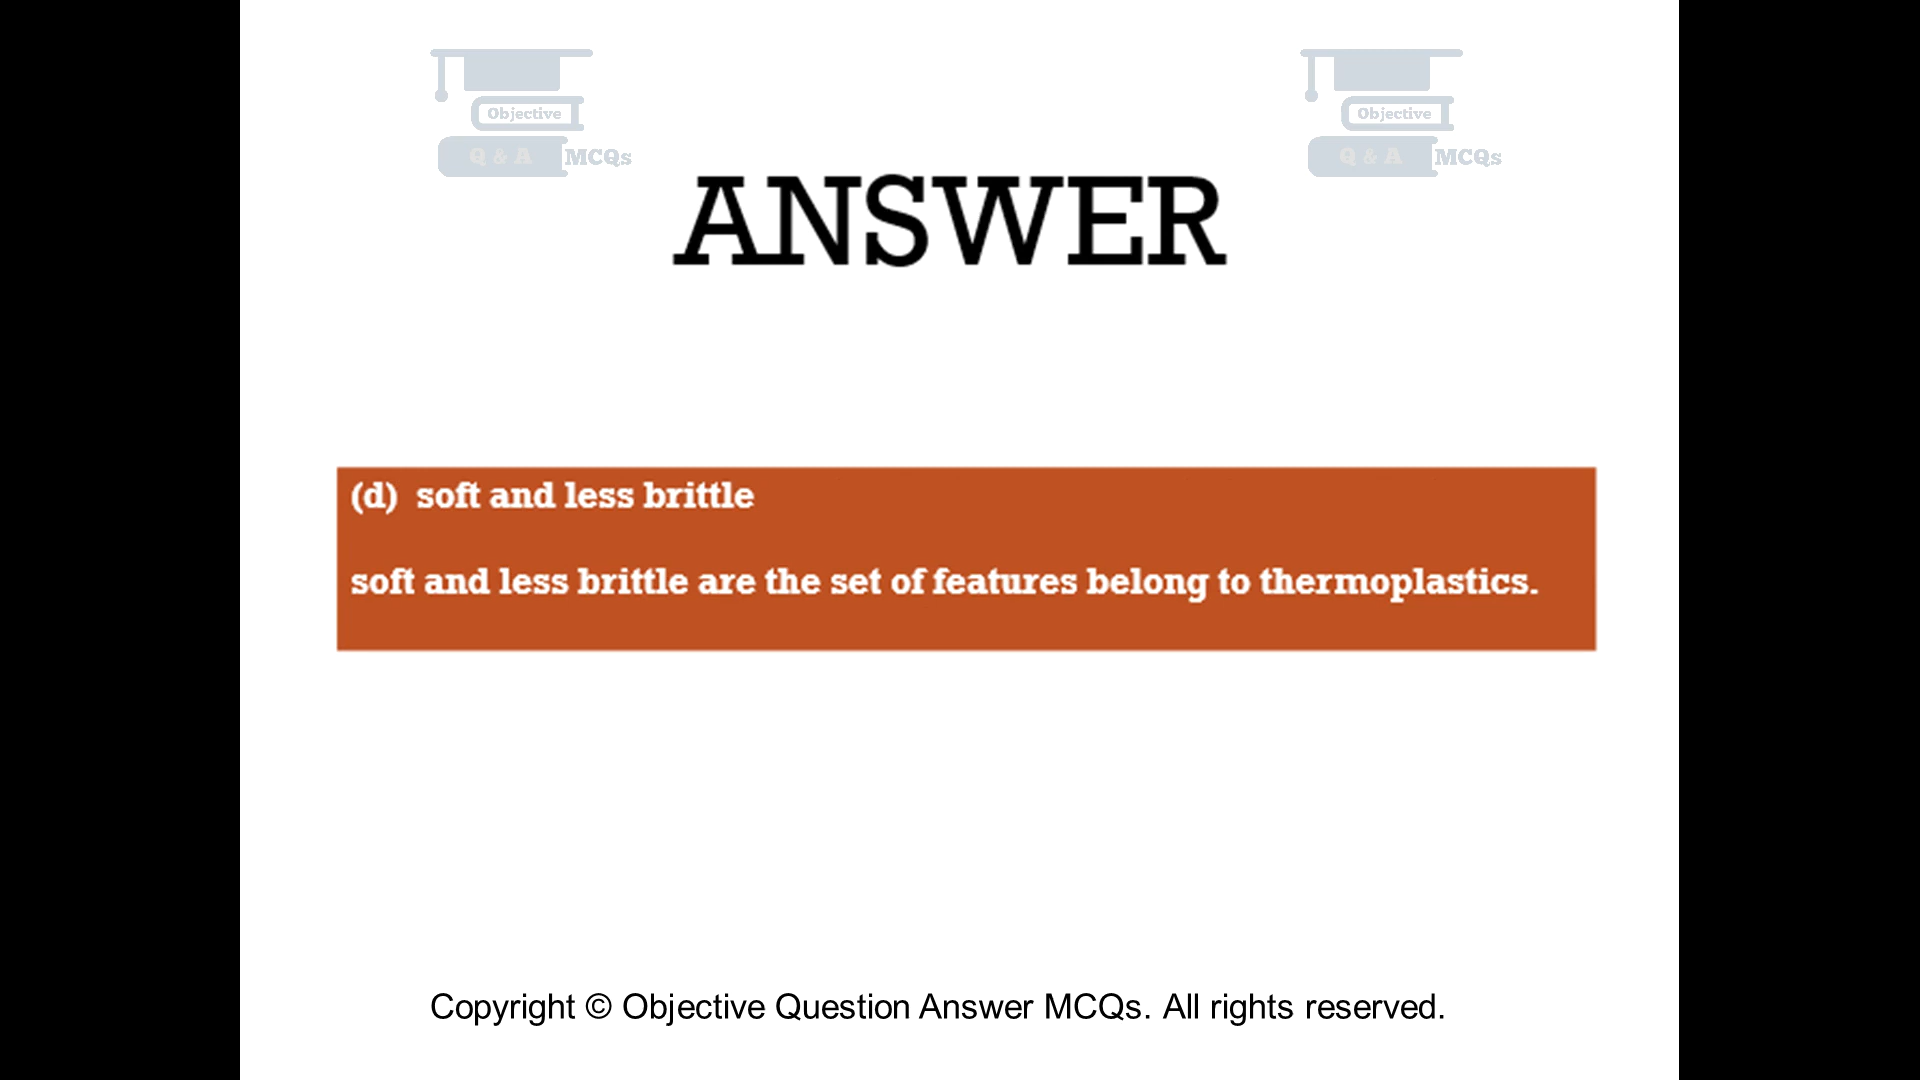 Objective
Q & A MCQs
Objective
Q & A MCQs
ANSWER
(d) soft and less brittle
soft and less brittle are the set of features belong to thermoplastics.
Copyright © Objective Question Answer MCQs. All rights reserved.